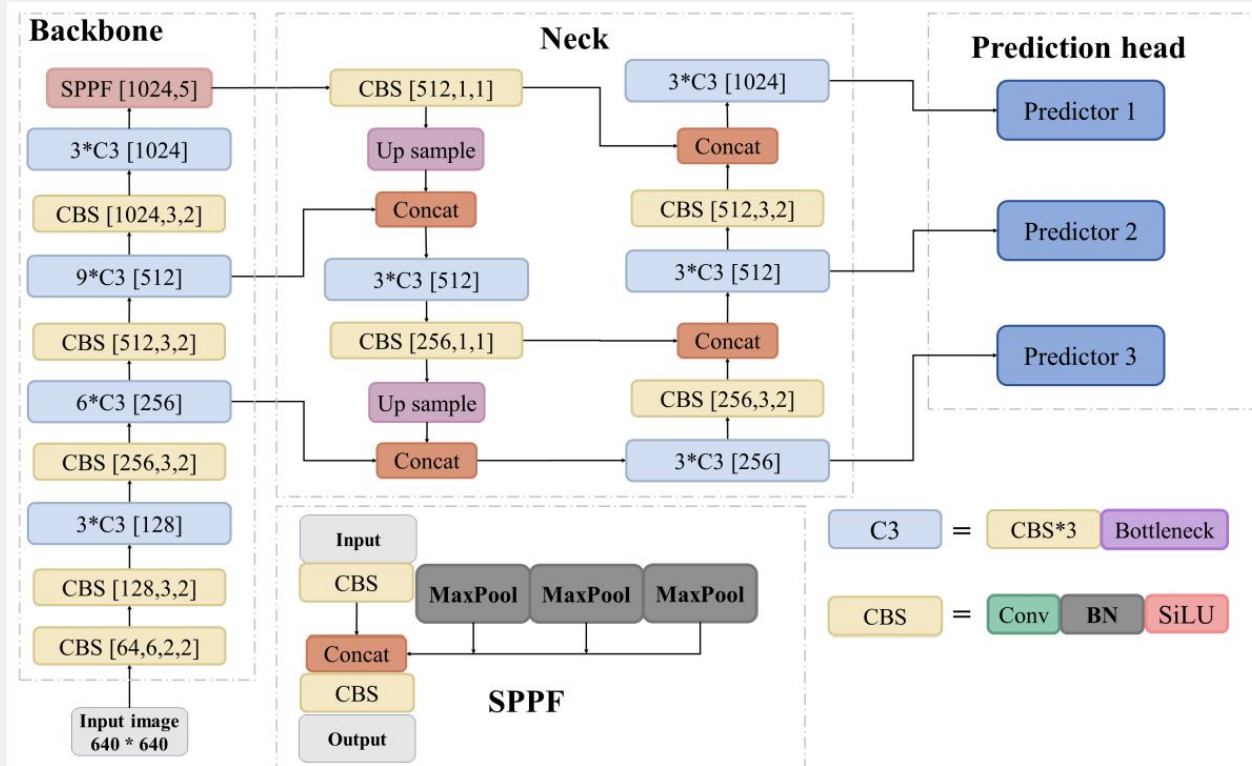 Backbone
SPPF [1024,5]
3*C3 [1024]
CBS [1024,3,2]
9*C3 [512]
CBS [512,3,2]
6*C3 [256]
CBS [256,3,2]
3*C3 [128]
CBS [128,3,2]
CBS [64,6,2,2]
Input image
640 * 640
Neck
CBS [512,1,1]
Up sample
Concat
3*C3 [512]
CBS [256,1,1]
Up sample
Concat
3*C3 [1024]
Concat
CBS [512,3,2]
3*C3 [512]
Concat
CBS [256,3,2]
3*C3 [256]
Prediction head
Predictor 1
Predictor 2
Predictor 3
Input
CBS
MaxPool MaxPool MaxPool
Concat
CBS
Output
SPPF
C3 = CBS*3 Bottleneck
CBS = Conv BN SiLU